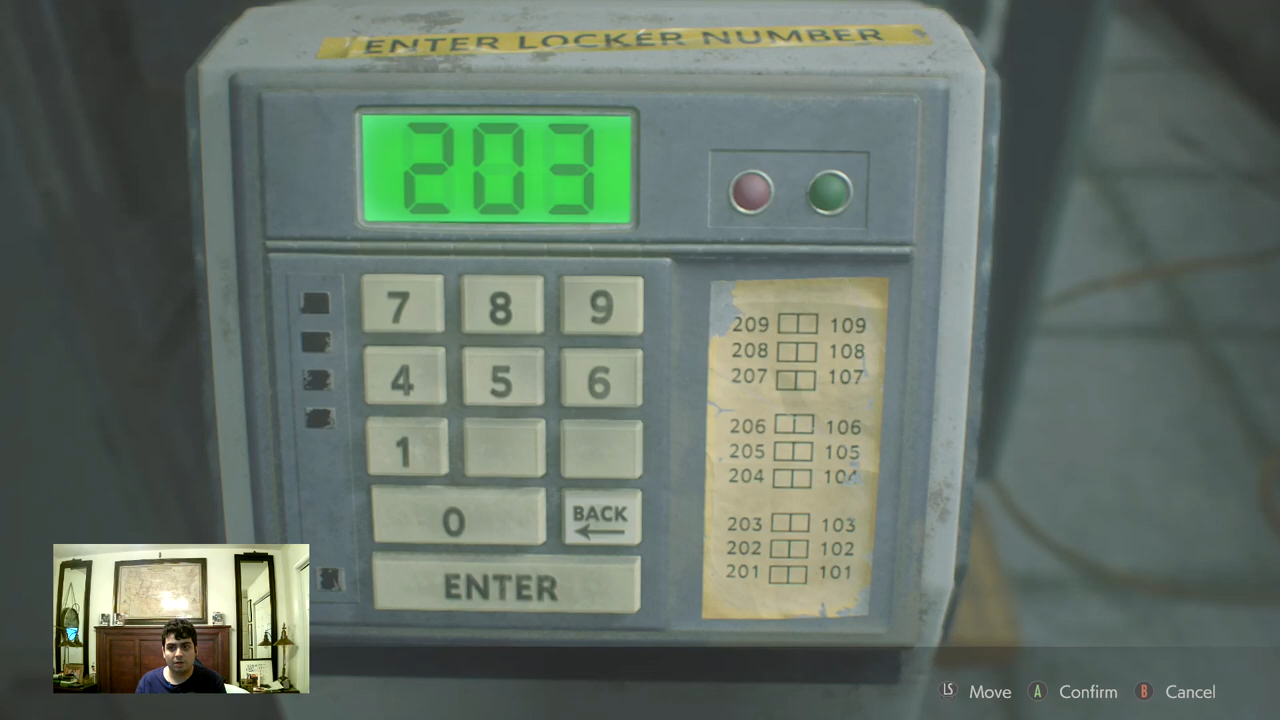 ENTER LOCKER NUMBER
203
7 8 9
4 5 6
1
0 BACK
ENTER
209 109
208 108
207 107
206 106
205 105
204 104
203 103
202 102
201 101
LS Move A Confirm B Cancel